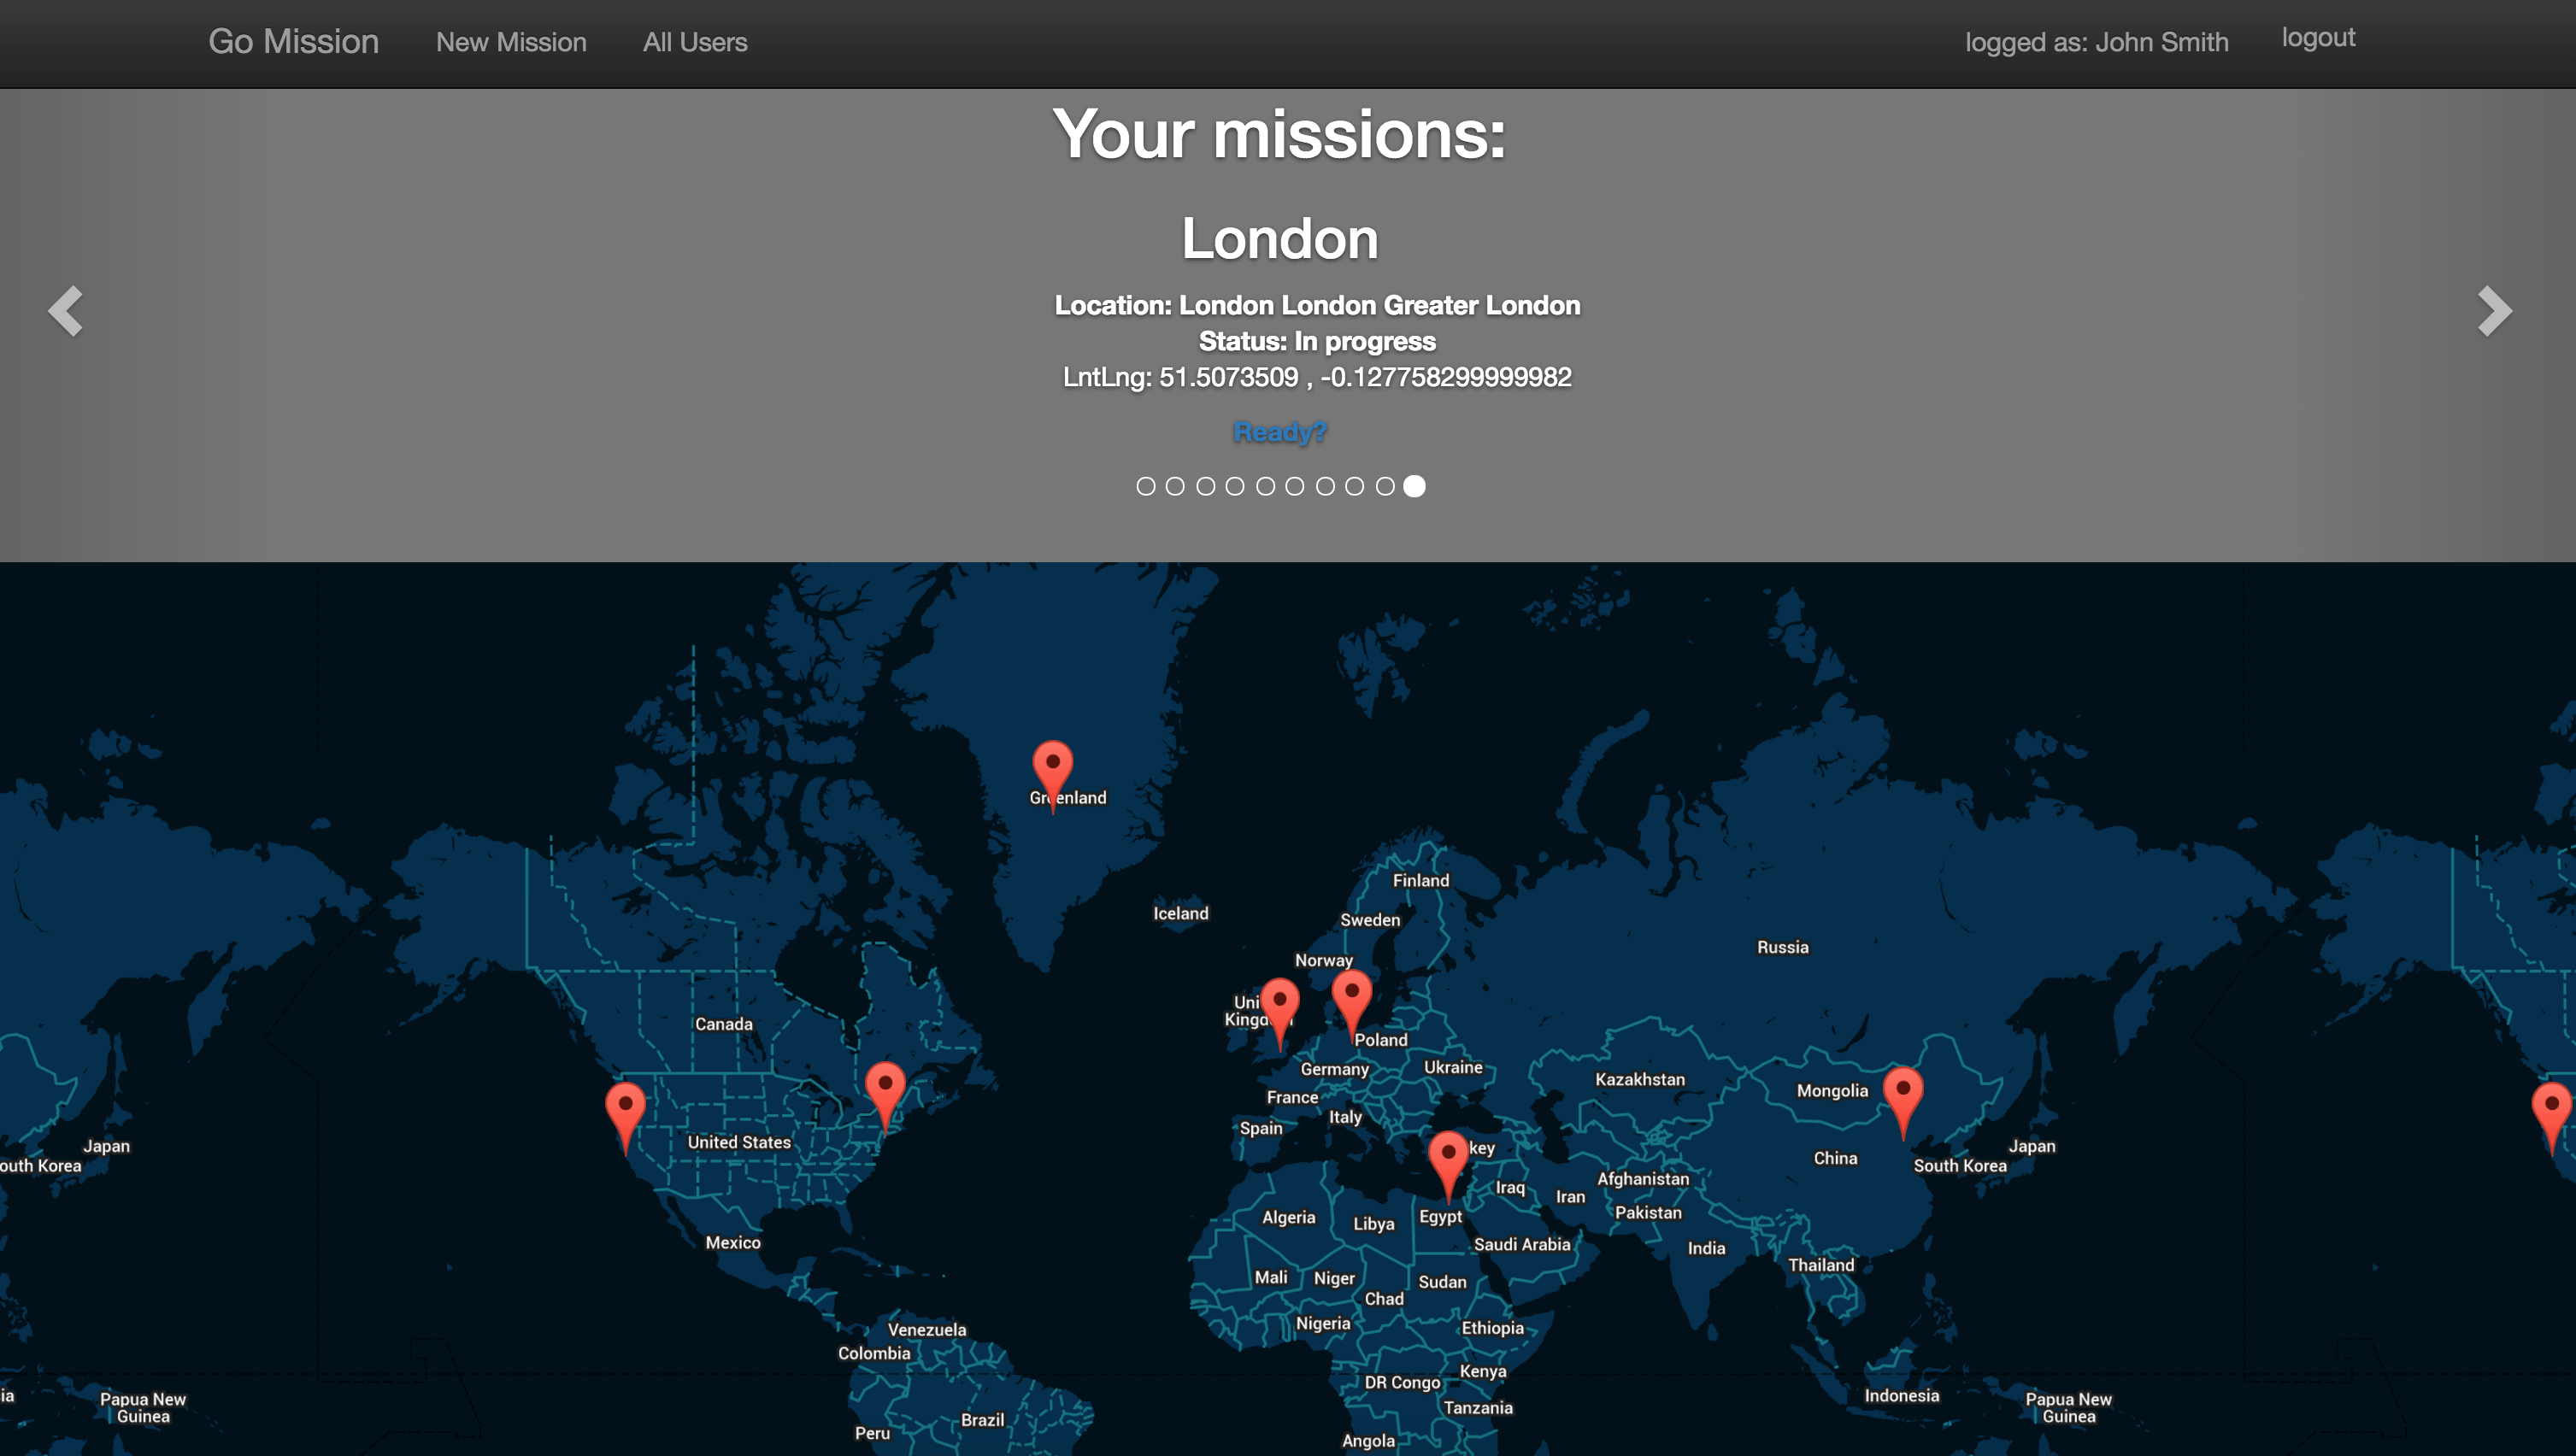 Go Mission New Mission All Users logged as: John Smith logout
Your missions:
London
Location: London London Greater London
Status: In progress
LntLng: 51.5073509 , -0.127758299999982
Ready?
Greenland
Finland
Iceland
Sweden
Russia
Norway
Canada
Poland
Germany
Ukraine
Kazakhstan
Mongolia
France
Italy
Spain
United States
Japan
Japan
China
South Korea
outh Korea
key
Afghanistan
Iraq
Iran
Pakistan
Algeria
Libya
Egypt
Mexico
Saudi Arabia
India
Thailand
Mali
Niger
Sudan
Chad
Nigeria
Ethiopia
Venezuela
Colombia
Kenya
DR Congo
Indonesia
ia
Papua New
Guinea
Papua New
Guinea
Tanzania
Brazil
Peru
Angola